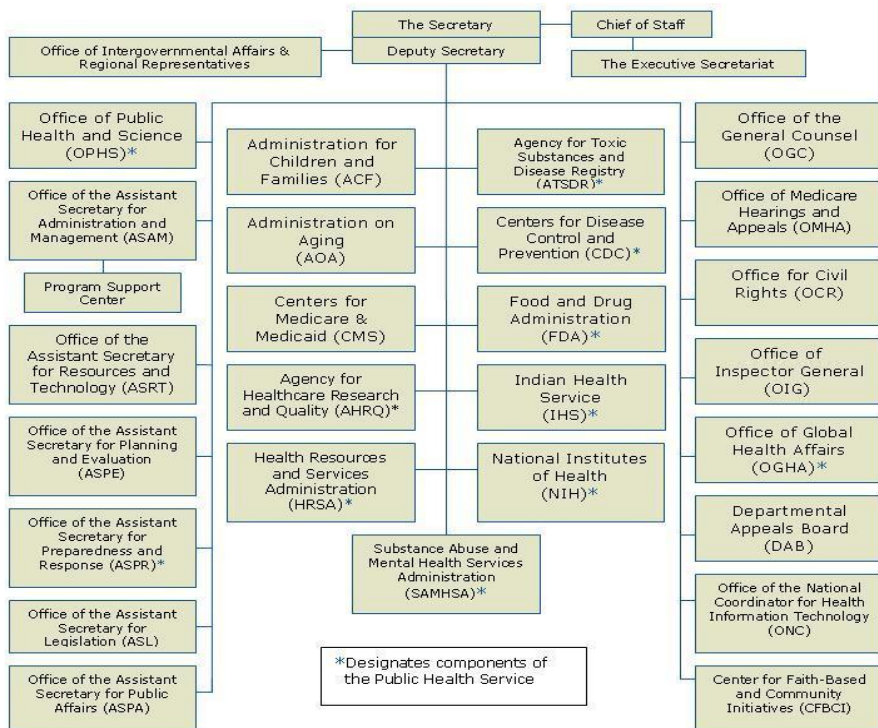 The Secretary
Deputy Secretary
Chief of Staff
The Executive Secretariat
Office of Intergovernmental Affairs &
Regional Representatives
Office of Public
Health and Science
(OPHS)*
Office of the Assistant
Secretary for
Administration and
Management (ASAM)
Program Support
Center
Office of the
Assistant Secretary
for Resources and
Technology (ASRT)
Office of the Assistant
Secretary for Planning
and Evaluation
(ASPE)
Office of the Assistant
Secretary for
Preparedness and
Response (ASPR)*
Office of the Assistant
Secretary for
Legislation (ASL)
Office of the Assistant
Secretary for Public
Affairs (ASPA)
Administration for
Children and
Families (ACF)
Administration on
Aging
(AOA)
Centers for
Medicare &
Medicaid (CMS)
Agency for
Healthcare Research
and Quality (AHRQ)*
Health Resources
and Services
Administration
(HRSA)*
Agency for Toxic
Substances and
Disease Registry
(ATSDR)*
Centers for Disease
Control and
Prevention (CDC)*
Food and Drug
Administration
(FDA)*
Indian Health
Service
(IHS)*
National Institutes
of Health
(NIH)*
Substance Abuse and
Mental Health Services
Administration
(SAMHSA)*
Office of the
General Counsel
(OGC)
Office of Medicare
Hearings and
Appeals (OMHA)
Office for Civil
Rights (OCR)
Office of
Inspector General
(OIG)
Office of Global
Health Affairs
(OGHA)*
Departmental
Appeals Board
(DAB)
Office of the National
Coordinator for Health
Information Technology
(ONC)
Center for Faith-Based
and Community
Initiatives (CFBCI)
*Designates components of
the Public Health Service